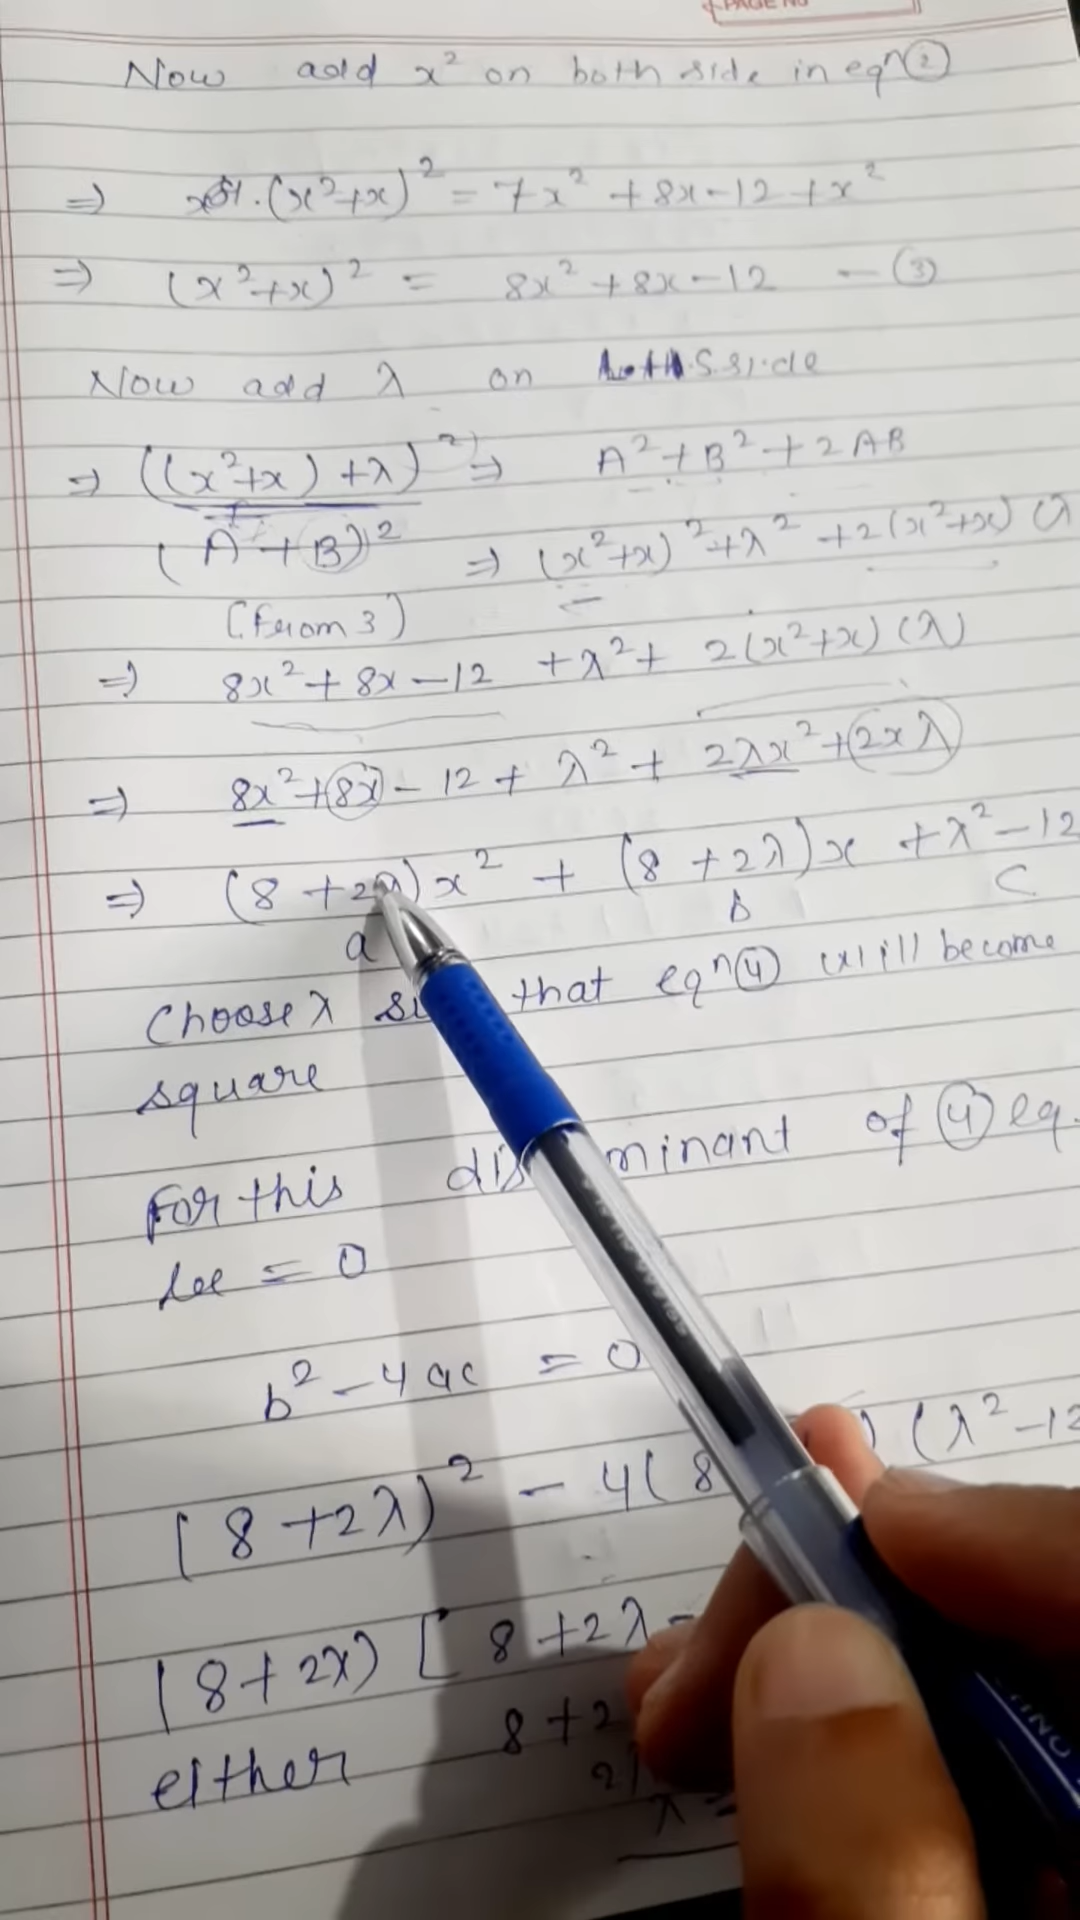 PAGE NO
Now add x² on both side in eqⁿ②
⇒ (x²+x)² = 7x² + 8x - 12 + x²
⇒ (x²+x)² = 8x² + 8x - 12 — ③
Now add λ on both.S.side
⇒ ((x²+x) + λ)² ⇒ A² + B² + 2AB
(A + B)² ⇒ (x²+x)² + λ² + 2(x²+x) (λ
(from 3)
⇒ 8x² + 8x - 12 + λ² + 2(x²+x) (λ)
⇒ 8x² + 8x - 12 + λ² + 2λx² + 2xλ
⇒ (8 + 2λ)x² + (8 + 2λ)x + λ² - 12
a b C
Choose λ that eqⁿ④ will become
square
For this minant of ④ eq.
= 0
b² - 4ac = 0
[8 + 2λ)² - 4(8 ) (λ² - 12
(8 + 2λ) [8 + 2λ -
either 8 + 2
2
λ =